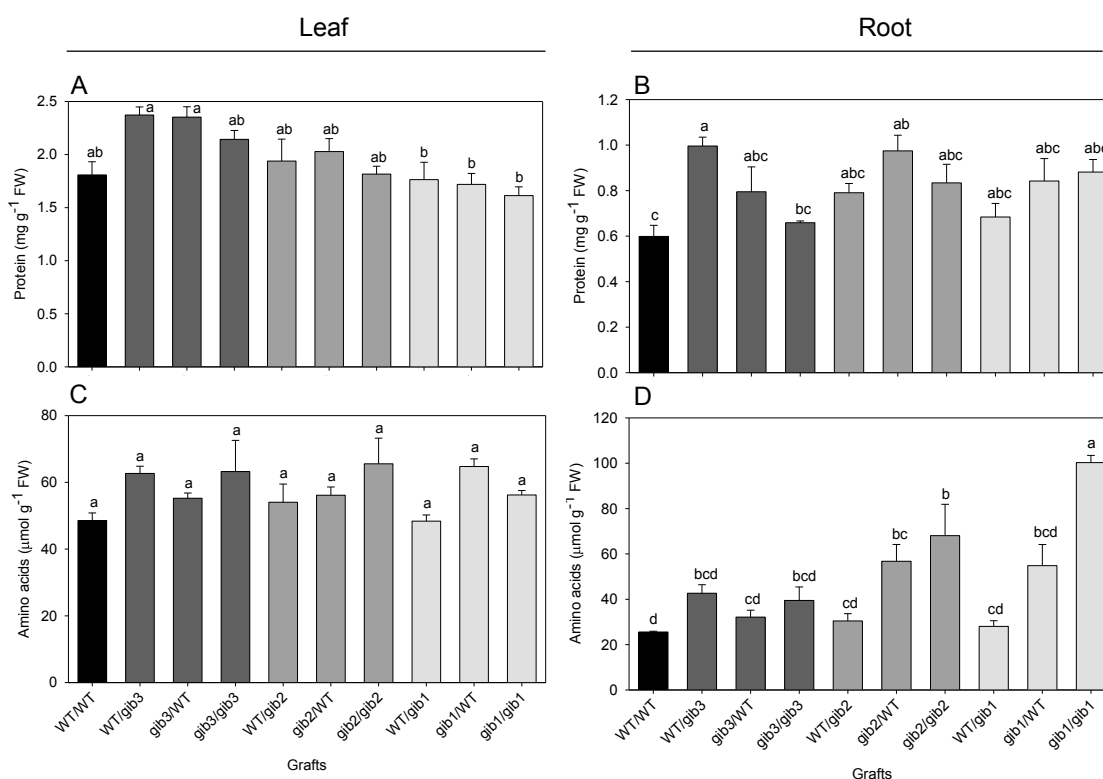 Leaf
Root
A
2.5
2.0
1.5
1.0
0.5
0.0
Protein (mg g⁻¹ FW)
ab
a
a
ab
ab
ab
ab
b
b
b
B
1.2
1.0
0.8
0.6
0.4
0.2
0.0
Protein (mg g⁻¹ FW)
c
a
abc
bc
abc
ab
abc
abc
abc
abc
C
80
60
40
20
0
Amino acids (μmol g⁻¹ FW)
a
a
a
a
a
a
a
a
a
a
WT/WT
WT/gib3
gib3/WT
gib3/gib3
WT/gib2
gib2/WT
gib2/gib2
WT/gib1
gib1/WT
gib1/gib1
Grafts
D
120
100
80
60
40
20
0
Amino acids (μmol g⁻¹ FW)
d
bcd
cd
bcd
cd
bc
b
cd
bcd
a
WT/WT
WT/gib3
gib3/WT
gib3/gib3
WT/gib2
gib2/WT
gib2/gib2
WT/gib1
gib1/WT
gib1/gib1
Grafts